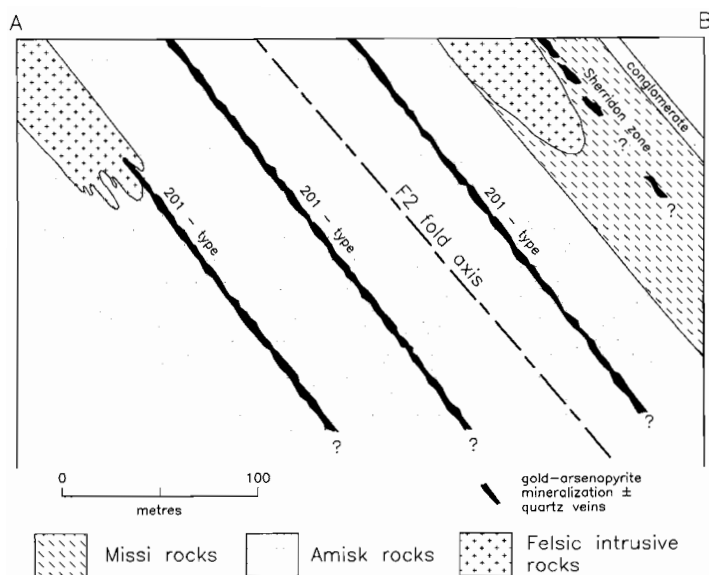 A
B
Sherridon zone
conglomerate
?
?
201 - type
201 - type
201 - type
F2 fold axis
?
?
?
0 100
metres
gold-arsenopyrite
mineralization ±
quartz veins
Missi rocks
Amisk rocks
Felsic intrusive
rocks